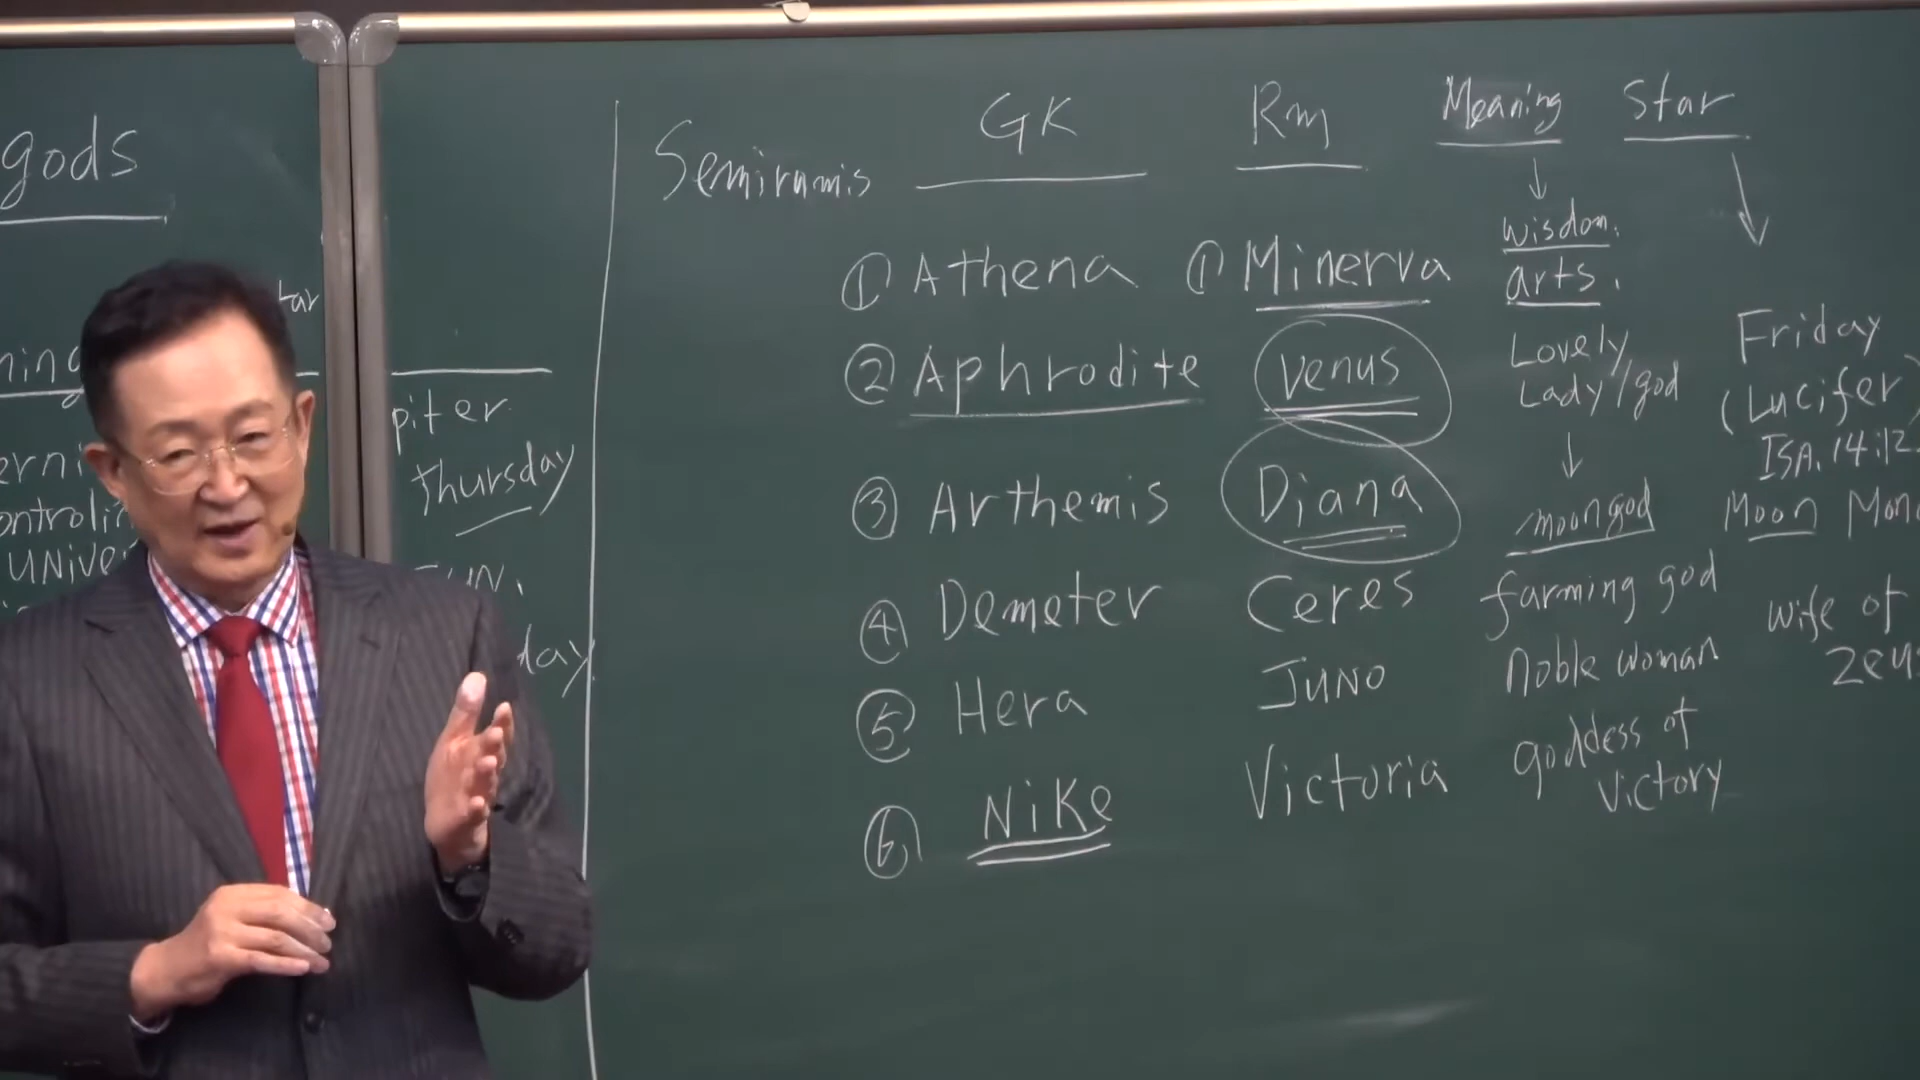 gods
piter
Thursday
day
Semiramis GK Rm Meaning Star
wisdom.
arts.
① Athena ① Minerva
② Aphrodite Venus Lovely Lady/god Friday
(Lucifer)
ISA. 14:12
③ Arthemis Diana moon god Moon
④ Demeter Ceres farming god
⑤ Hera Juno Noble woman wife of
Zeus
⑥ Nike Victoria goddess of
Victory